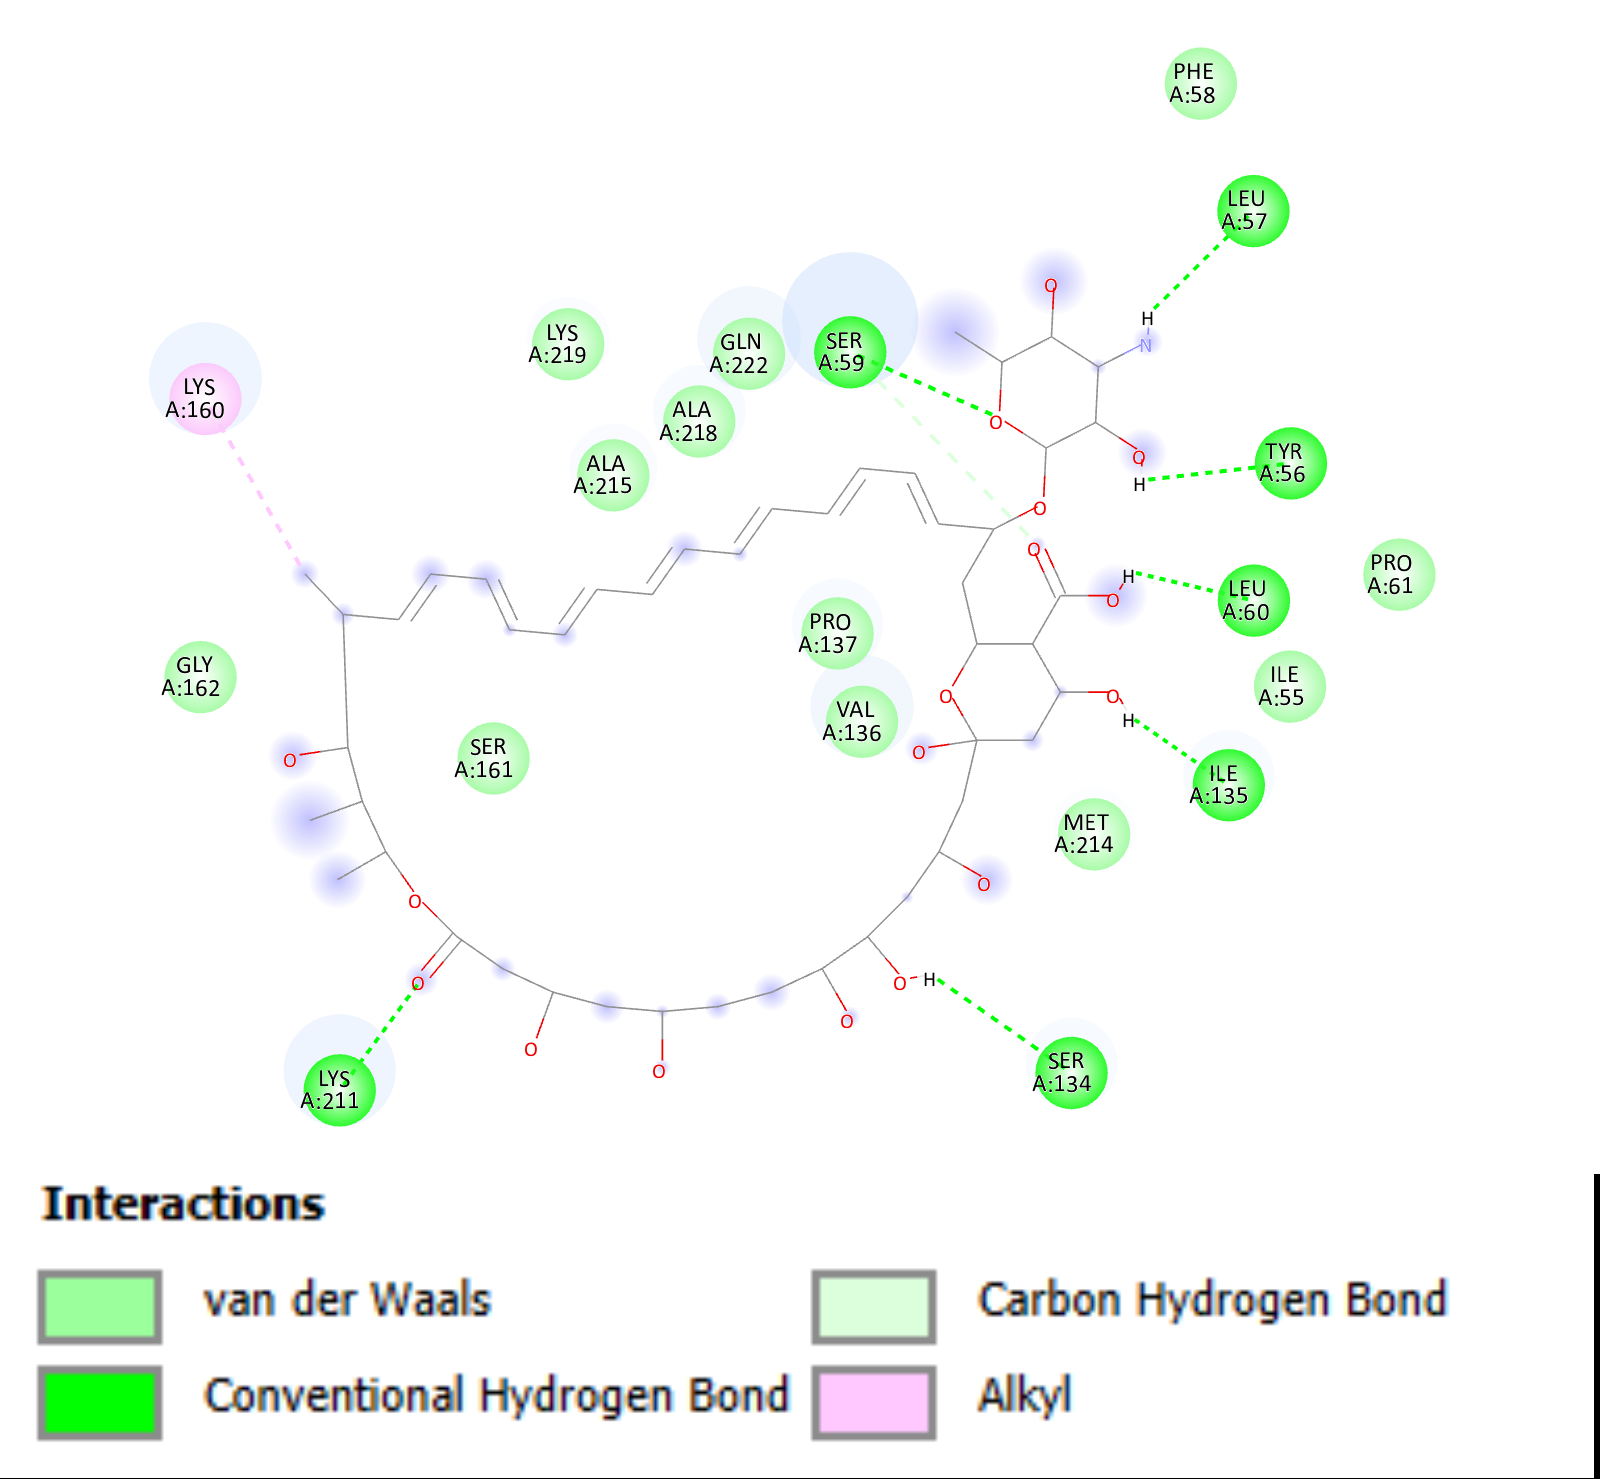 PHE
A:58
LEU
A:57
O
H
N
LYS
A:219
GLN
A:222
SER
A:59
LYS
A:160
ALA
A:218
O
ALA
A:215
O
H
TYR
A:56
O
O
H
O
LEU
A:60
PRO
A:61
PRO
A:137
GLY
A:162
O
O
H
ILE
A:55
VAL
A:136
O
O
SER
A:161
ILE
A:135
MET
A:214
O
O
O
O
H
O
O
O
LYS
A:211
SER
A:134
Interactions
van der Waals
Conventional Hydrogen Bond
Carbon Hydrogen Bond
Alkyl